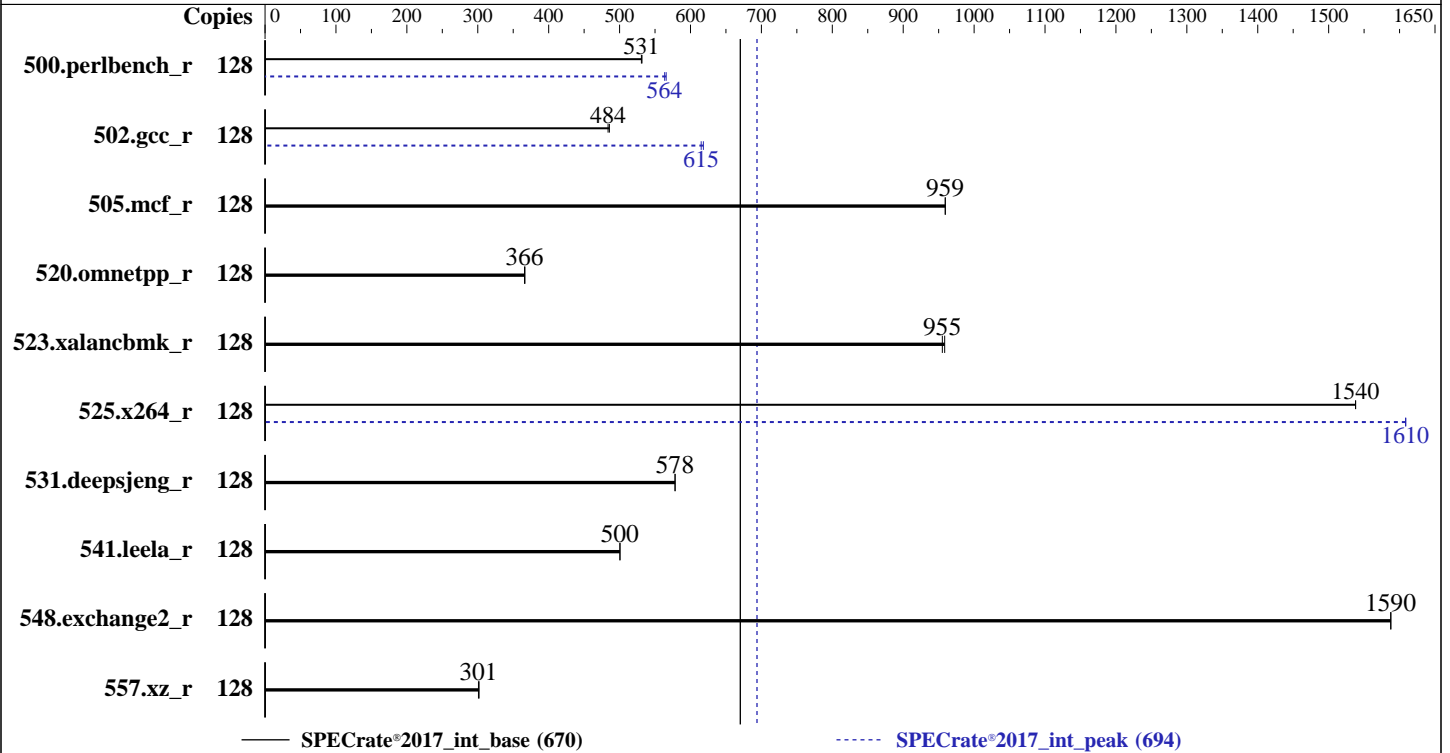 Copies 0 100 200 300 400 500 600 700 800 900 1000 1100 1200 1300 1400 1500 1650
531
500.perlbench_r 128
564
484
502.gcc_r 128
615
959
505.mcf_r 128
366
520.omnetpp_r 128
955
523.xalancbmk_r 128
1540
525.x264_r 128
1610
578
531.deepsjeng_r 128
500
541.leela_r 128
1590
548.exchange2_r 128
301
557.xz_r 128
SPECrate®2017_int_base (670) SPECrate®2017_int_peak (694)